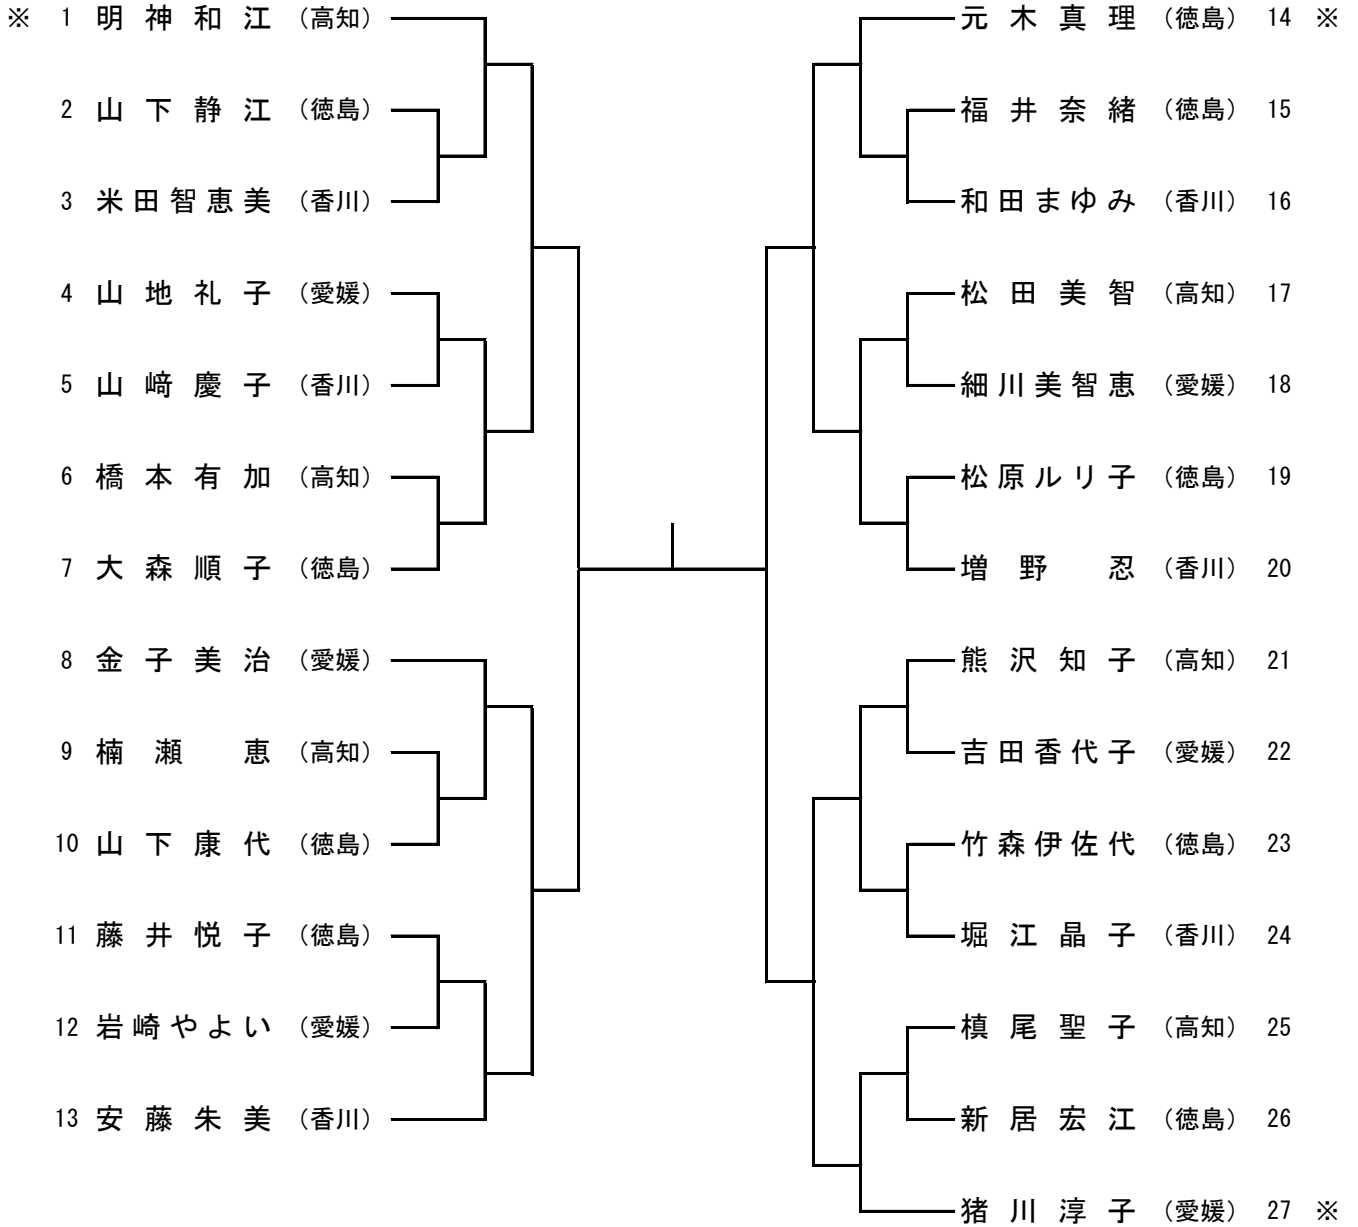 ※ 1 明神和江 (高知)
2 山下静江 (徳島)
3 米田智恵美 (香川)
4 山地礼子 (愛媛)
5 山﨑慶子 (香川)
6 橋本有加 (高知)
7 大森順子 (徳島)
8 金子美治 (愛媛)
9 楠瀬 恵 (高知)
10 山下康代 (徳島)
11 藤井悦子 (徳島)
12 岩崎やよい (愛媛)
13 安藤朱美 (香川)
元木真理 (徳島) 14 ※
福井奈緒 (徳島) 15
和田まゆみ (香川) 16
松田美智 (高知) 17
細川美智恵 (愛媛) 18
松原ルリ子 (徳島) 19
増野 忍 (香川) 20
熊沢知子 (高知) 21
吉田香代子 (愛媛) 22
竹森伊佐代 (徳島) 23
堀江晶子 (香川) 24
槙尾聖子 (高知) 25
新居宏江 (徳島) 26
猪川淳子 (愛媛) 27 ※